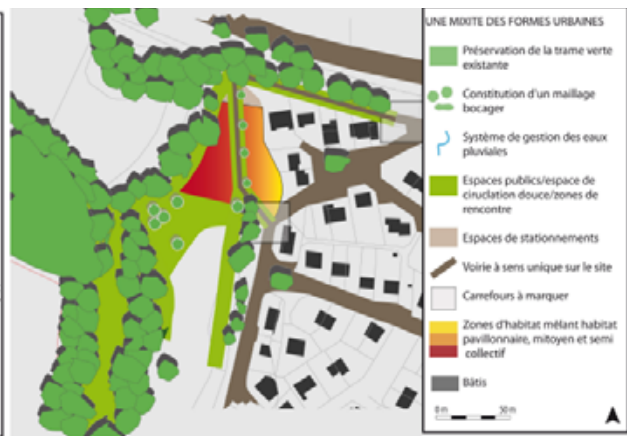 UNE MIXITE DES FORMES URBAINES
Préservation de la trame verte
existante
Constitution d'un maillage
bocager
Système de gestion des eaux
pluviales
Espaces publics/espace de
ciruclation douce/zones de
rencontre
Espaces de stationnements
Voirie à sens unique sur le site
Carrefours à marquer
Zones d'habitat mêlant habitat
pavillonnaire, mitoyen et semi
collectif
Bâtis
0 m 50 m